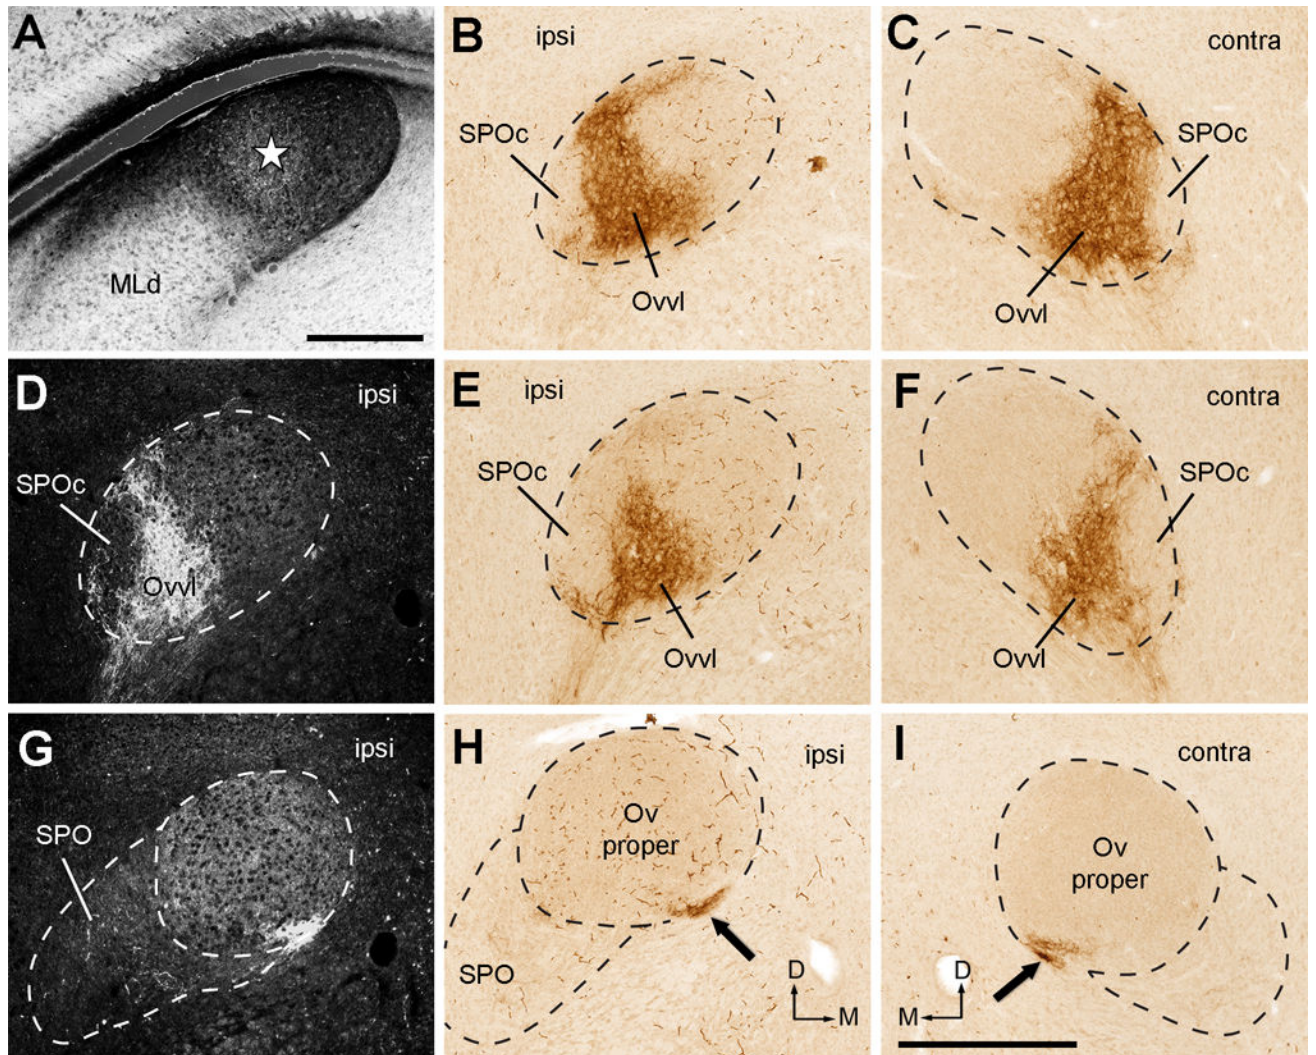 A
MLd
B
ipsi
SPOc
Ovvl
C
contra
SPOc
Ovvl
D
ipsi
SPOc
Ovvl
E
ipsi
SPOc
Ovvl
F
contra
SPOc
Ovvl
G
ipsi
SPO
H
ipsi
Ov
proper
SPO
D
M
I
contra
Ov
proper
D
M